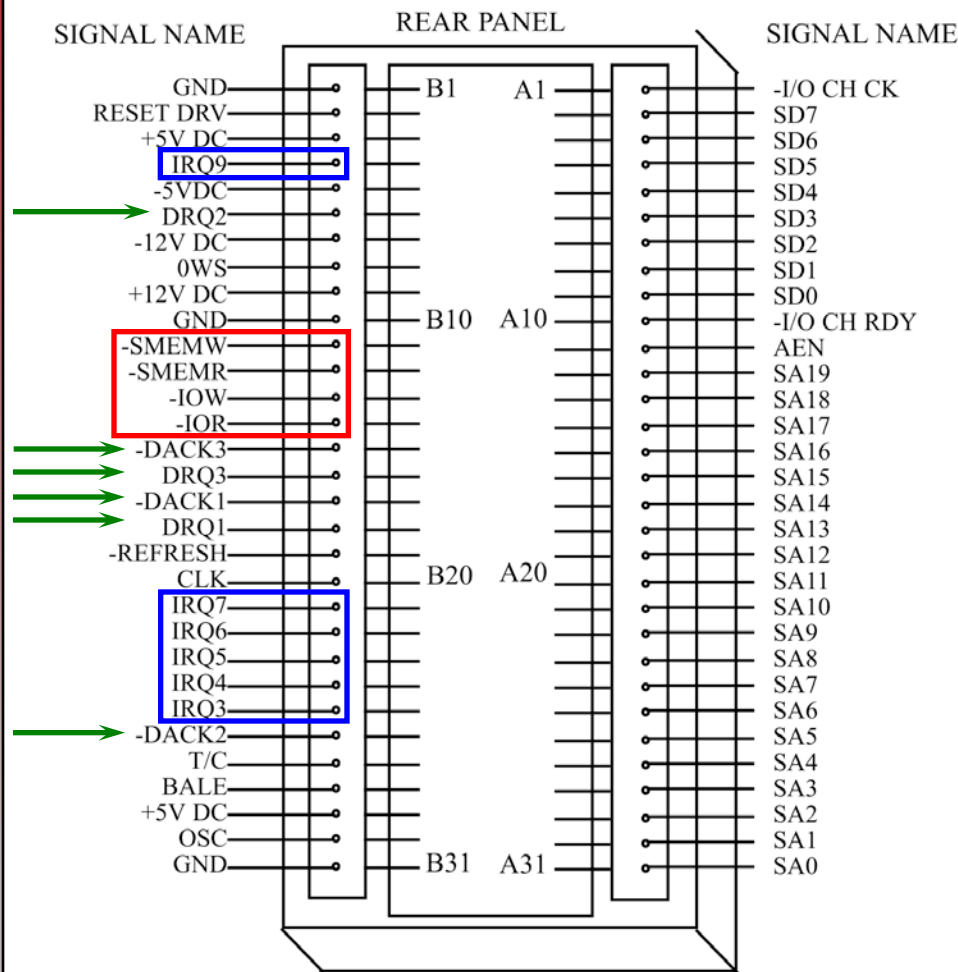 SIGNAL NAME REAR PANEL SIGNAL NAME
GND B1 A1 -I/O CH CK
RESET DRV SD7
+5V DC SD6
IRQ9 SD5
-5VDC SD4
DRQ2 SD3
-12V DC SD2
0WS SD1
+12V DC SD0
GND B10 A10 -I/O CH RDY
-SMEMW AEN
-SMEMR SA19
-IOW SA18
-IOR SA17
-DACK3 SA16
DRQ3 SA15
-DACK1 SA14
DRQ1 SA13
-REFRESH SA12
CLK B20 A20 SA11
IRQ7 SA10
IRQ6 SA9
IRQ5 SA8
IRQ4 SA7
IRQ3 SA6
-DACK2 SA5
T/C SA4
BALE SA3
+5V DC SA2
OSC SA1
GND B31 A31 SA0